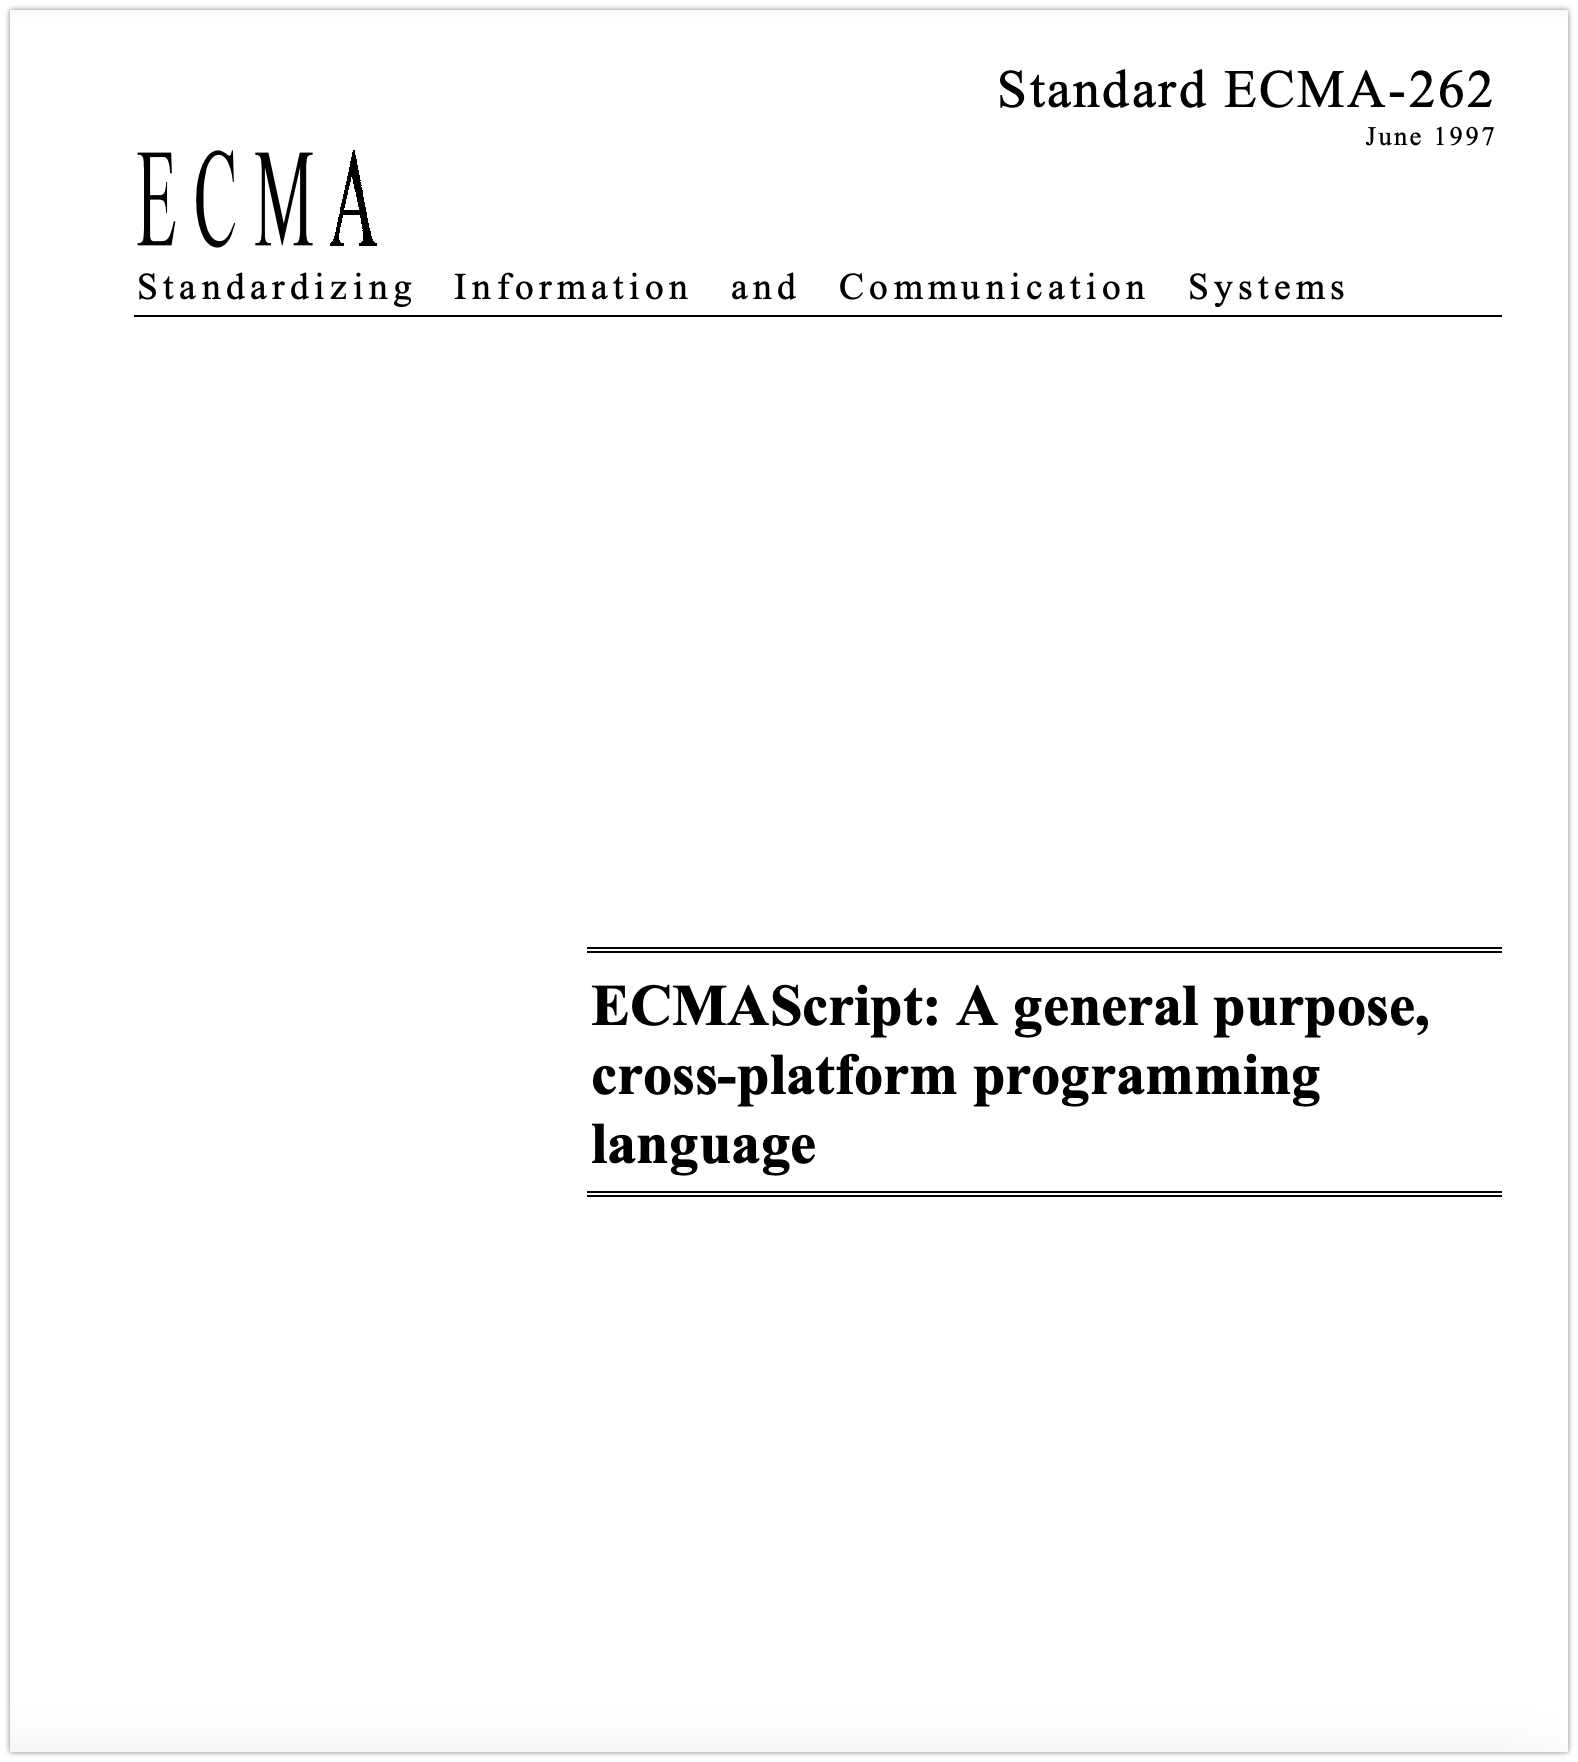 Standard ECMA-262
June 1997
ECMA
Standardizing Information and Communication Systems
ECMAScript: A general purpose,
cross-platform programming
language